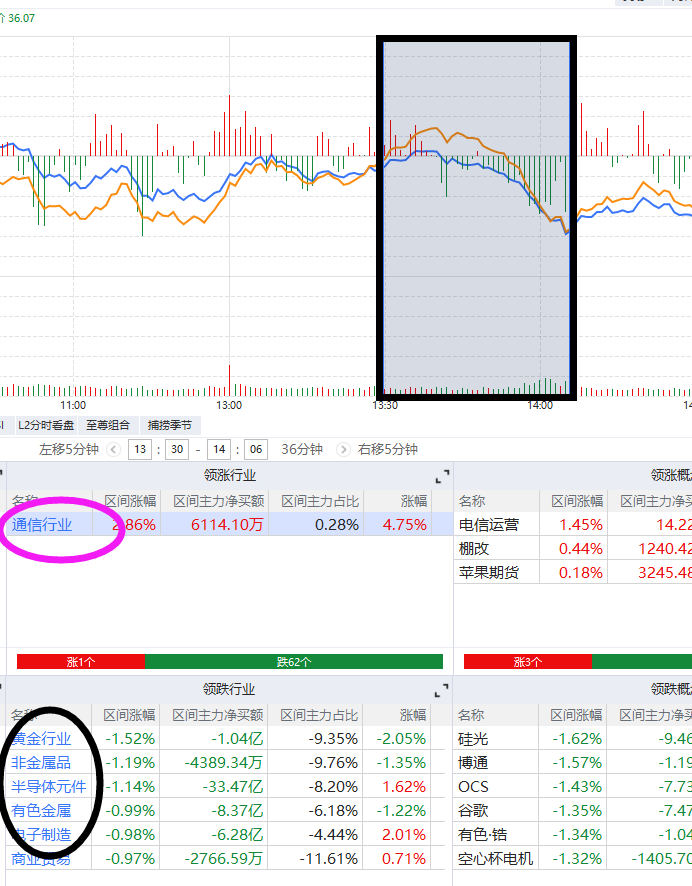 36.07
11:00 13:00 13:30 14:00
L2分时看盘 至尊组合 捕捞季节
左移5分钟 13 : 30 - 14 : 06 36分钟 右移5分钟
领涨行业
名称 区间涨幅 区间主力净买额 区间主力占比 涨幅
通信行业 2.86% 6114.10万 0.28% 4.75%
涨1个 跌62个
领涨概
名称 区间涨幅 区间主力净
电信运营 1.45% 14.22
棚改 0.44% 1240.42
苹果期货 0.18% 3245.48
涨3个
领跌行业
名称 区间涨幅 区间主力净买额 区间主力占比 涨幅
黄金行业 -1.52% -1.04亿 -9.35% -2.05%
非金属品 -1.19% -4389.34万 -9.76% -1.35%
半导体元件 -1.14% -33.47亿 -8.20% 1.62%
有色金属 -0.99% -8.37亿 -6.18% -1.22%
电子制造 -0.98% -6.28亿 -4.44% 2.01%
商业贸易 -0.97% -2766.59万 -11.61% 0.71%
领跌概
名称 区间涨幅 区间主力净
硅光 -1.62% -9.46
博通 -1.57% -1.19
OCS -1.43% -7.73
谷歌 -1.35% -7.47
有色·锆 -1.34% -1.04
空心杯电机 -1.32% -1405.70